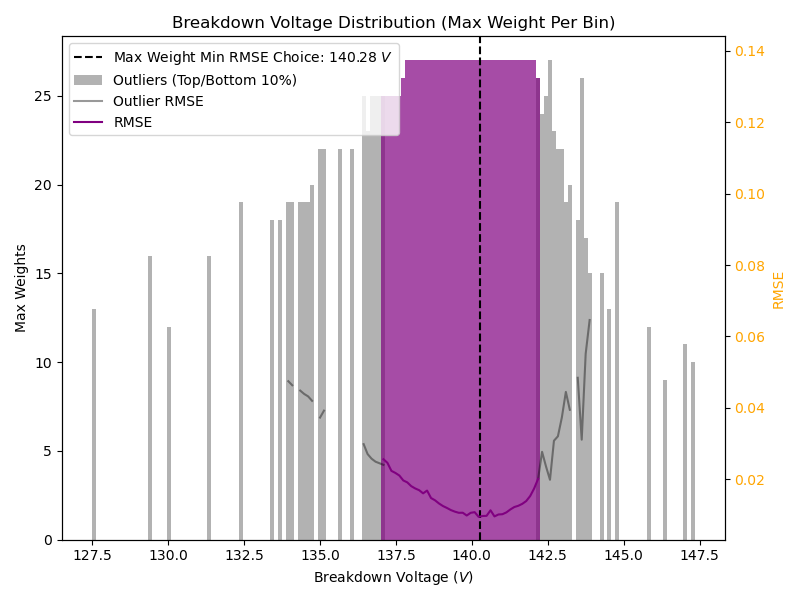 Breakdown Voltage Distribution (Max Weight Per Bin)
Max Weight Min RMSE Choice: 140.28 V
Outliers (Top/Bottom 10%)
Outlier RMSE
RMSE
25
20
15
10
5
0
Max Weights
0.14
0.12
0.10
0.08
0.06
0.04
0.02
RMSE
127.5 130.0 132.5 135.0 137.5 140.0 142.5 145.0 147.5
Breakdown Voltage (V)